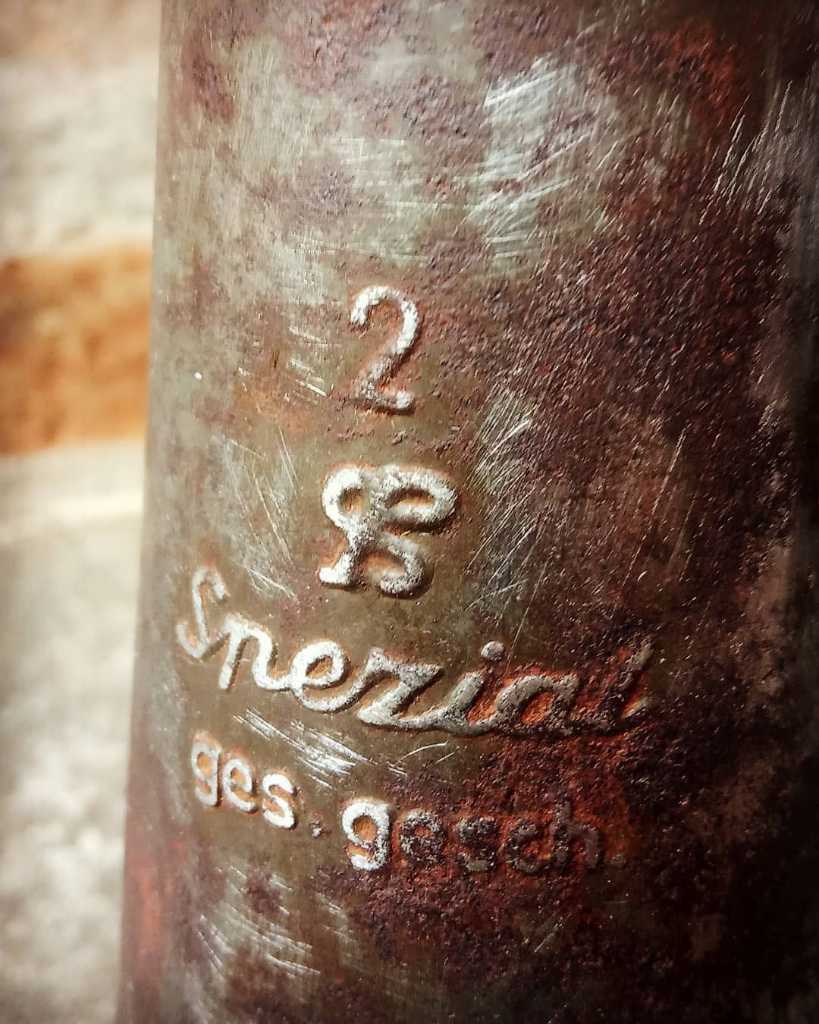 2
Spezial
ges. gesch.